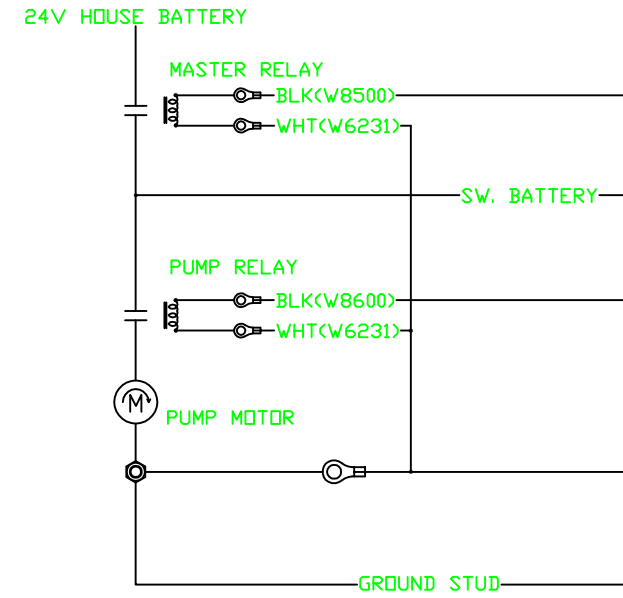 24V HOUSE BATTERY
MASTER RELAY
BLK(W8500)
WHT(W6231)
SW. BATTERY
PUMP RELAY
BLK(W8600)
WHT(W6231)
M
PUMP MOTOR
GROUND STUD